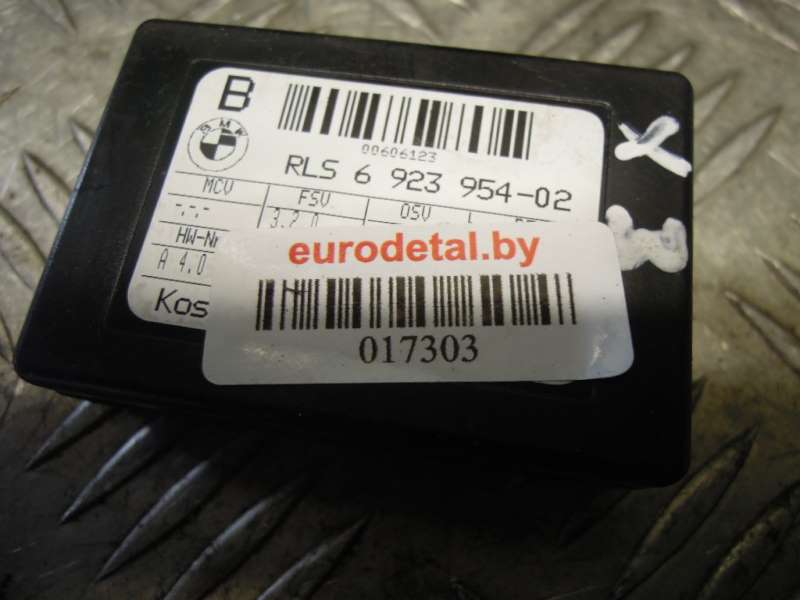 B
BMW
00606123
RLS 6 923 954-02
MCV FSV OSV
-.-.- 3.2.0
HW-Nr
A 4.0
Kos
eurodetal.by
017303